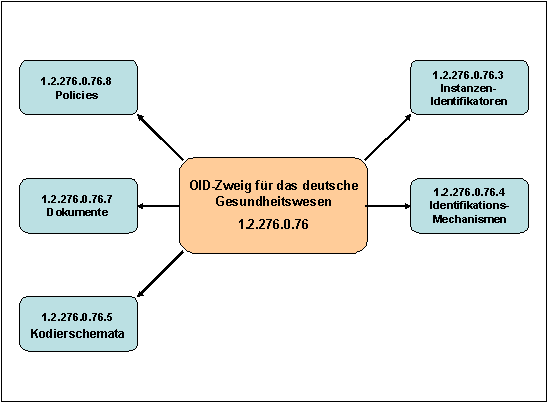 1.2.276.0.76.8
Policies
1.2.276.0.76.3
Instanzen-
Identifikatoren
OID-Zweig für das deutsche
Gesundheitswesen
1.2.276.0.76
1.2.276.0.76.7
Dokumente
1.2.276.0.76.4
Identifikations-
Mechanismen
1.2.276.0.76.5
Kodierschemata